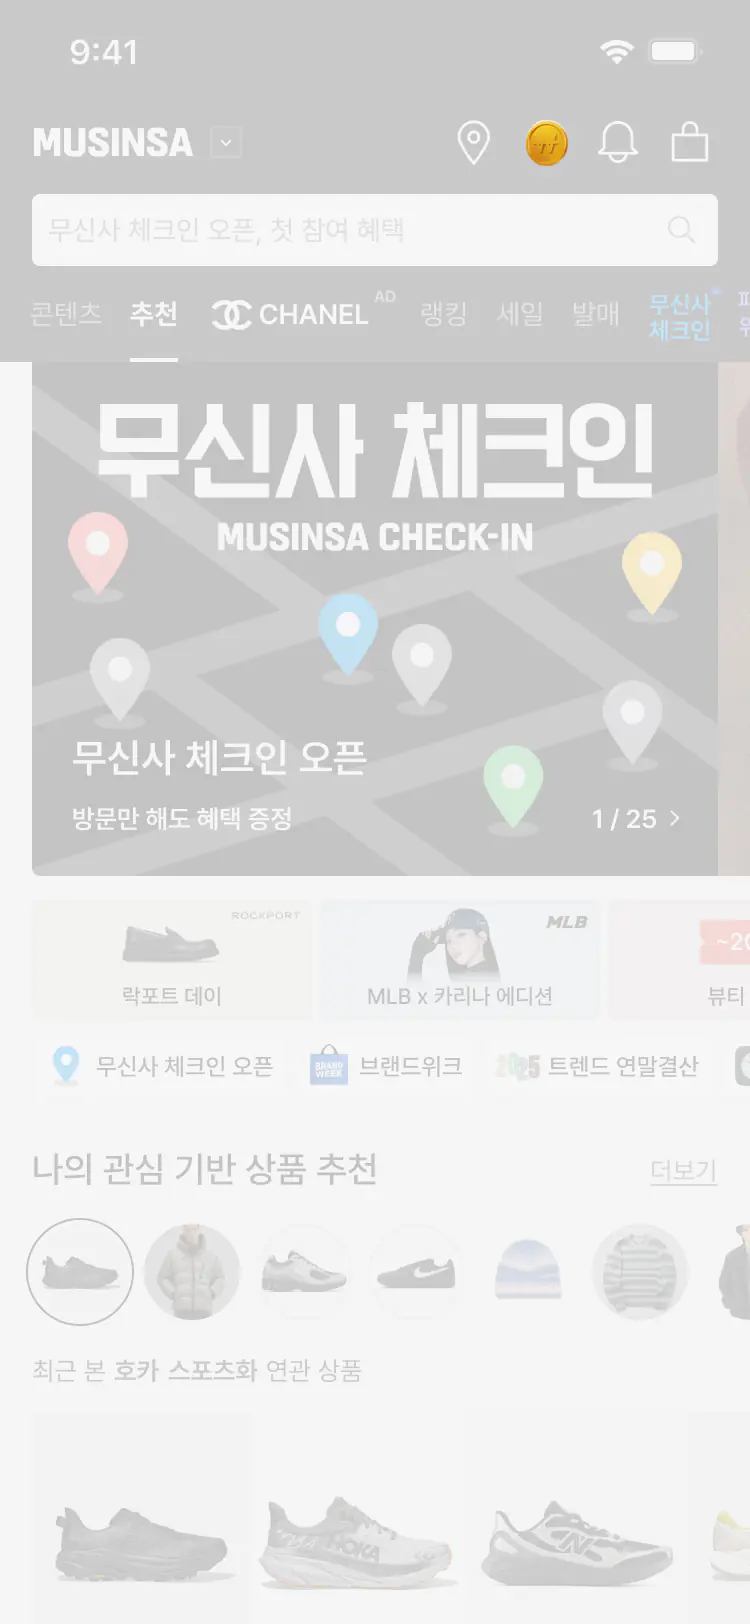 9:41
MUSINSA
무신사 체크인 오픈, 첫 참여 혜택
콘텐츠 추천 CHANEL AD 랭킹 세일 발매 무신사 체크인
무신사 체크인
MUSINSA CHECK-IN
무신사 체크인 오픈
방문만 해도 혜택 증정 1 / 25
ROCKPORT
락포트 데이
MLB
MLB x 카리나 에디션
뷰티
무신사 체크인 오픈
BRAND WEEK 브랜드위크
2025 트렌드 연말결산
나의 관심 기반 상품 추천 더보기
최근 본 호카 스포츠화 연관 상품
HOKA